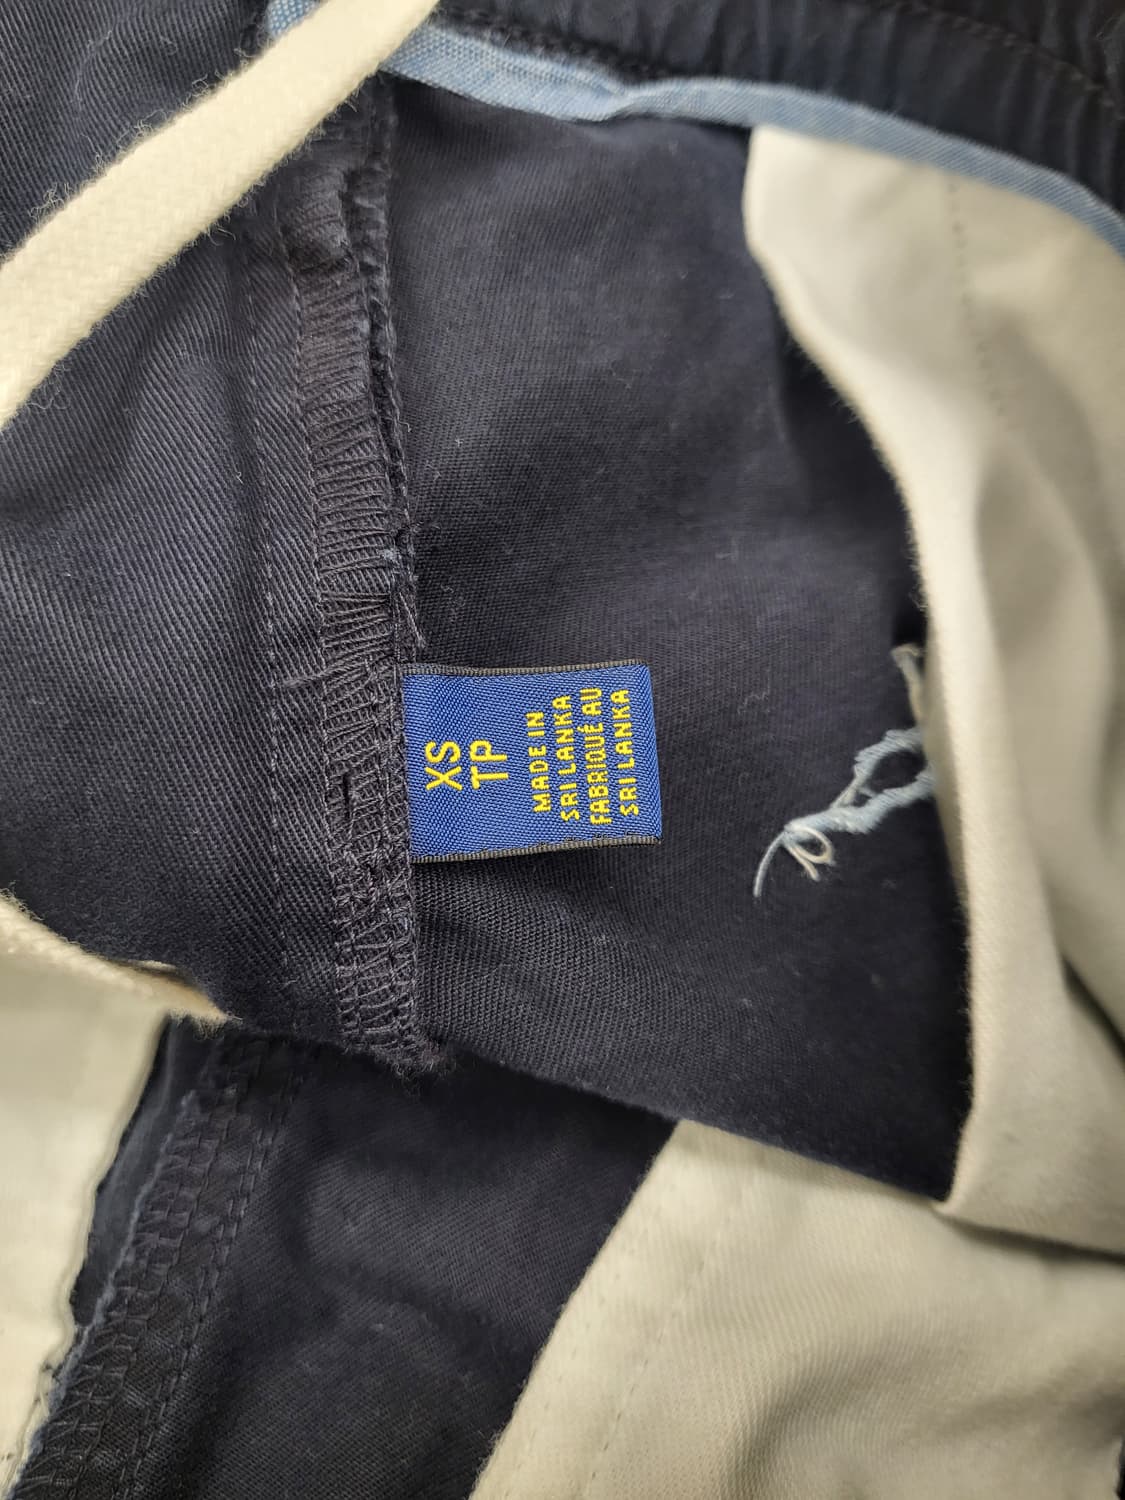 XS
TP
MADE IN
SRI LANKA
FABRIQUÉ AU
SRI LANKA